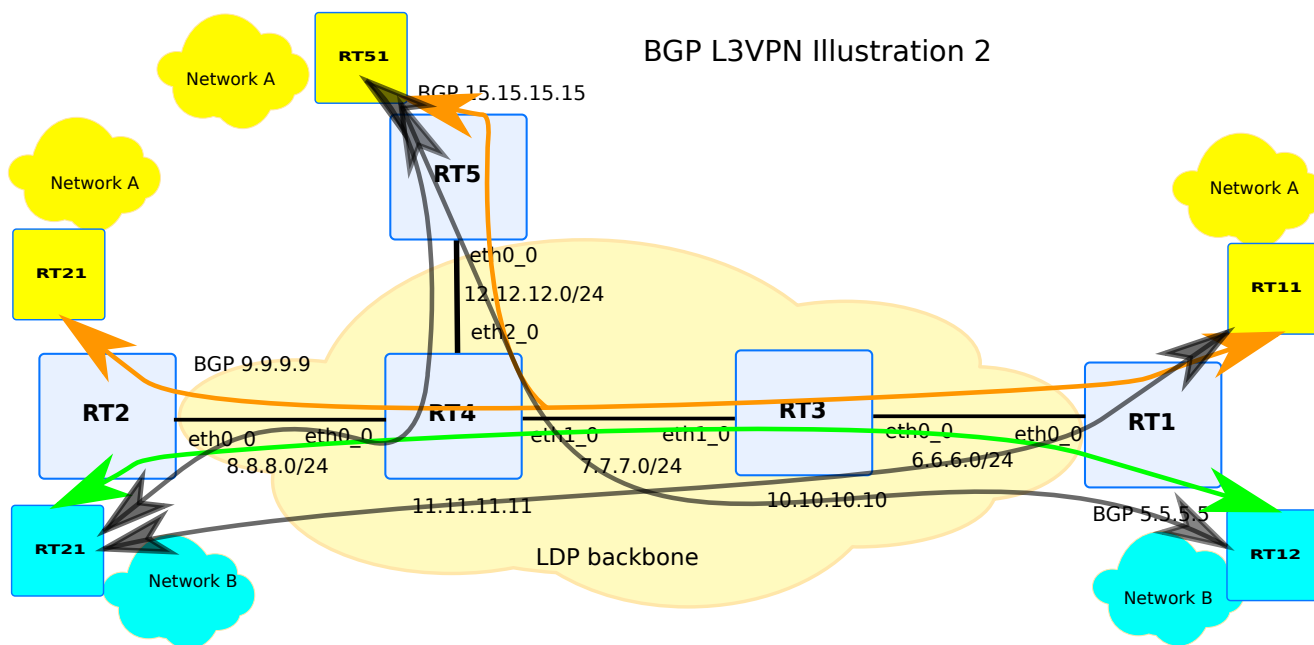 BGP L3VPN Illustration 2
RT51
Network A
BGP 15.15.15.15
RT5
Network A
Network A
RT21
eth0_0
RT11
12.12.12.0/24
eth2_0
BGP 9.9.9.9
RT2
RT4
RT3
RT1
eth0_0
eth0_0
eth1_0
eth1_0
eth0_0
eth0_0
8.8.8.0/24
7.7.7.0/24
6.6.6.0/24
11.11.11.11
10.10.10.10
BGP 5.5.5.5
RT21
LDP backbone
RT12
Network B
Network B